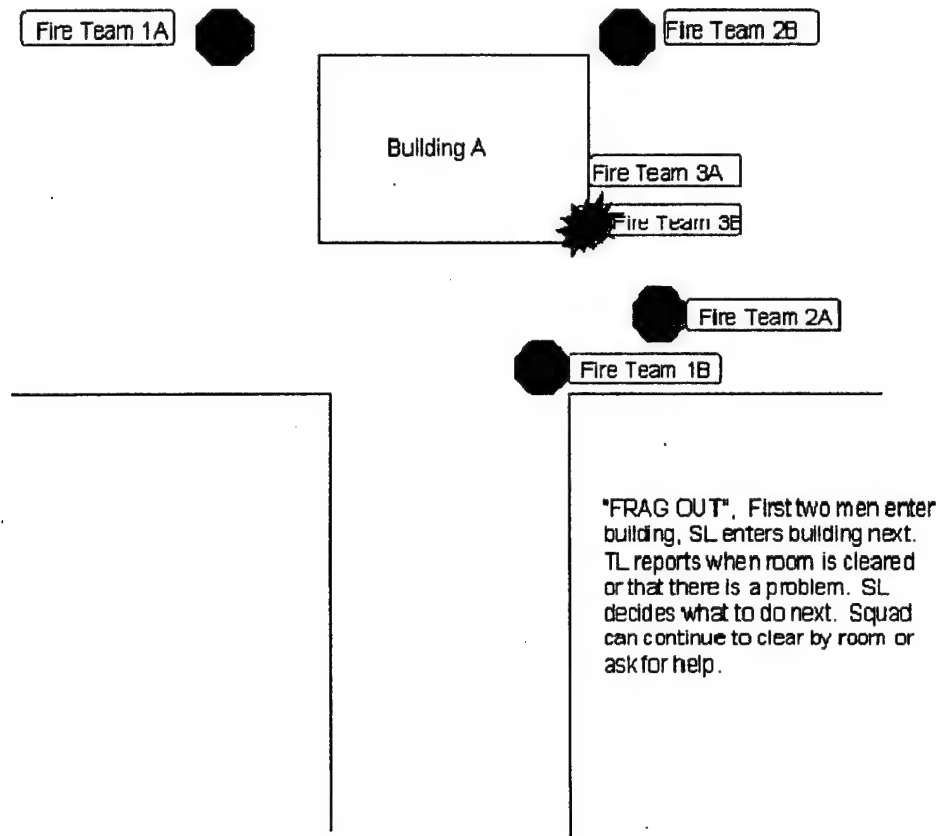 Fire Team 1A
Fire Team 2B
Building A
Fire Team 3A
Fire Team 3B
Fire Team 2A
Fire Team 1B
"FRAG OUT", First two men enter
building, SL enters building next.
TL reports when room is cleared
or that there is a problem. SL
decides what to do next. Squad
can continue to clear by room or
ask for help.